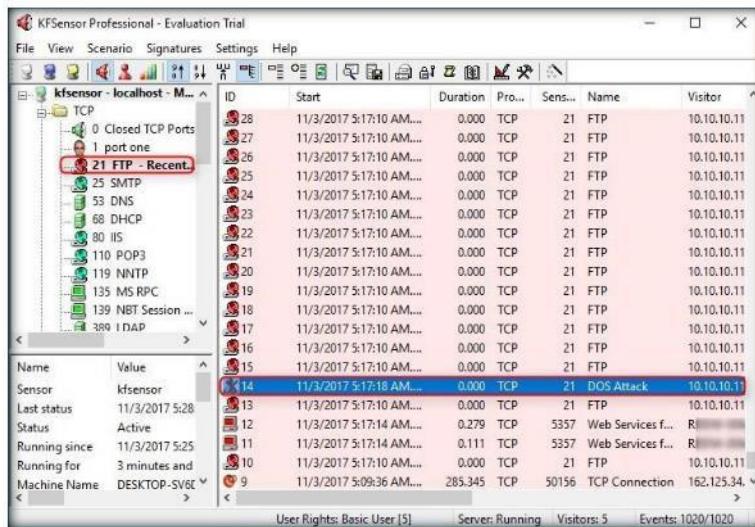 KFSensor Professional - Evaluation Trial
File View Scenario Signatures Settings Help
kfsensor - localhost - M...
TCP
0 Closed TCP Ports
1 port one
21 FTP - Recent...
25 SMTP
53 DNS
68 DHCP
80 IIS
110 POP3
119 NNTP
135 MS RPC
139 NBT Session ...
389 LDAP
Name Value
Sensor kfsensor
Last status 11/3/2017 5:28
Status Active
Running since 11/3/2017 5:25
Running for 3 minutes and
Machine Name DESKTOP-SV6E
ID Start Duration Pro... Sens... Name Visitor
28 11/3/2017 5:17:10 AM.... 0.000 TCP 21 FTP 10.10.10.11
27 11/3/2017 5:17:10 AM.... 0.000 TCP 21 FTP 10.10.10.11
26 11/3/2017 5:17:10 AM.... 0.000 TCP 21 FTP 10.10.10.11
25 11/3/2017 5:17:10 AM.... 0.000 TCP 21 FTP 10.10.10.11
24 11/3/2017 5:17:10 AM.... 0.000 TCP 21 FTP 10.10.10.11
23 11/3/2017 5:17:10 AM.... 0.000 TCP 21 FTP 10.10.10.11
22 11/3/2017 5:17:10 AM.... 0.000 TCP 21 FTP 10.10.10.11
21 11/3/2017 5:17:10 AM.... 0.000 TCP 21 FTP 10.10.10.11
20 11/3/2017 5:17:10 AM.... 0.000 TCP 21 FTP 10.10.10.11
19 11/3/2017 5:17:10 AM.... 0.000 TCP 21 FTP 10.10.10.11
18 11/3/2017 5:17:10 AM.... 0.000 TCP 21 FTP 10.10.10.11
17 11/3/2017 5:17:10 AM.... 0.000 TCP 21 FTP 10.10.10.11
16 11/3/2017 5:17:10 AM.... 0.000 TCP 21 FTP 10.10.10.11
15 11/3/2017 5:17:10 AM.... 0.000 TCP 21 FTP 10.10.10.11
14 11/3/2017 5:17:18 AM.... 0.000 TCP 21 DOS Attack 10.10.10.11
13 11/3/2017 5:17:10 AM.... 0.000 TCP 21 FTP 10.10.10.11
12 11/3/2017 5:17:14 AM.... 0.279 TCP 5357 Web Services f... R
11 11/3/2017 5:17:14 AM.... 0.111 TCP 5357 Web Services f... R
10 11/3/2017 5:17:10 AM.... 0.000 TCP 21 FTP 10.10.10.11
9 11/3/2017 5:09:36 AM.... 285.345 TCP 50156 TCP Connection 162.125.34.
User Rights: Basic User [5] Server: Running Visitors: 5 Events: 1020/1020